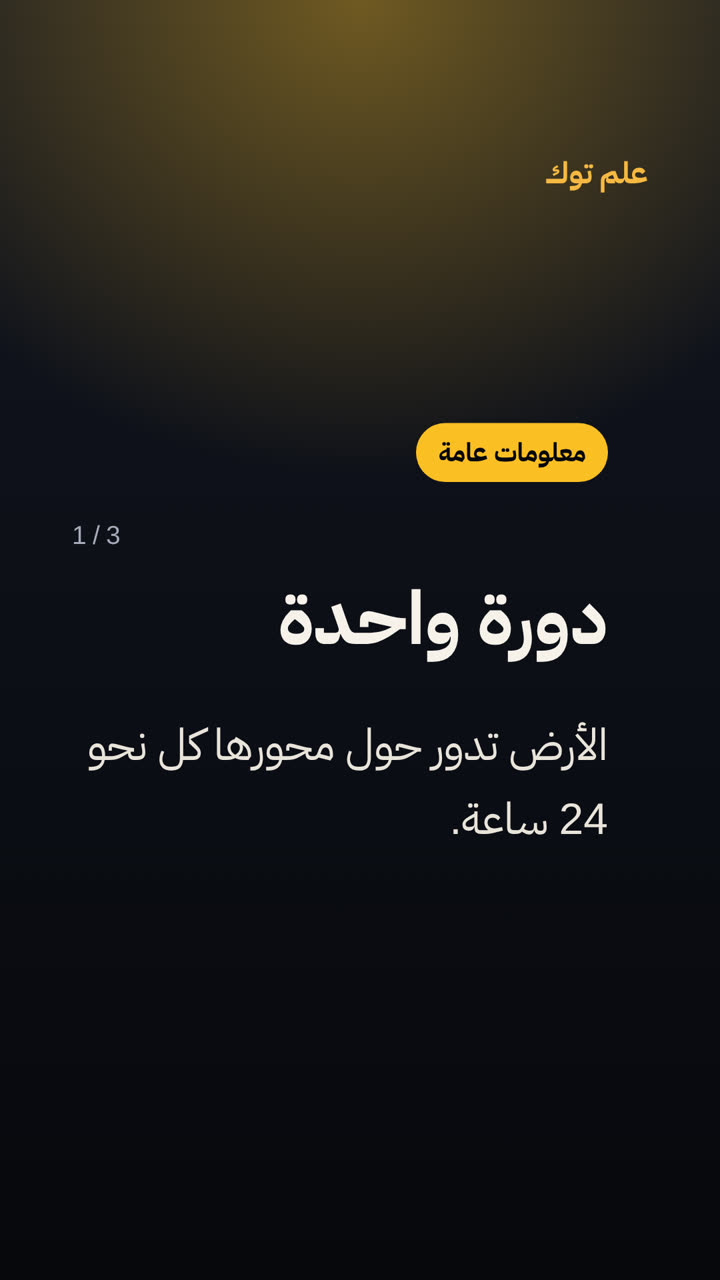 علم توك
معلومات عامة
1 / 3
دورة واحدة
الأرض تدور حول محورها كل نحو
24 ساعة.